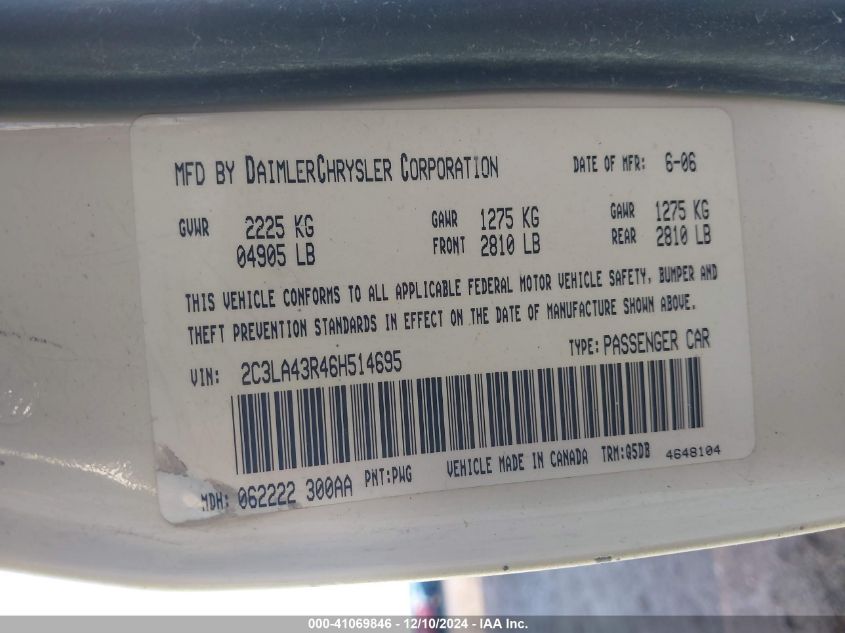 MFD BY DAIMLERCHRYSLER CORPORATION DATE OF MFR: 6-06
GVWR 2225 KG GAWR 1275 KG GAWR 1275 KG
04905 LB FRONT 2810 LB REAR 2810 LB
THIS VEHICLE CONFORMS TO ALL APPLICABLE FEDERAL MOTOR VEHICLE SAFETY, BUMPER AND
THEFT PREVENTION STANDARDS IN EFFECT ON THE DATE OF MANUFACTURE SHOWN ABOVE.
VIN: 2C3LA43R46H514695 TYPE: PASSENGER CAR
MDH: 062222 300AA PNT:PWG VEHICLE MADE IN CANADA TRM:Q5DB 4648104
000-41069846 - 12/10/2024 - IAA Inc.